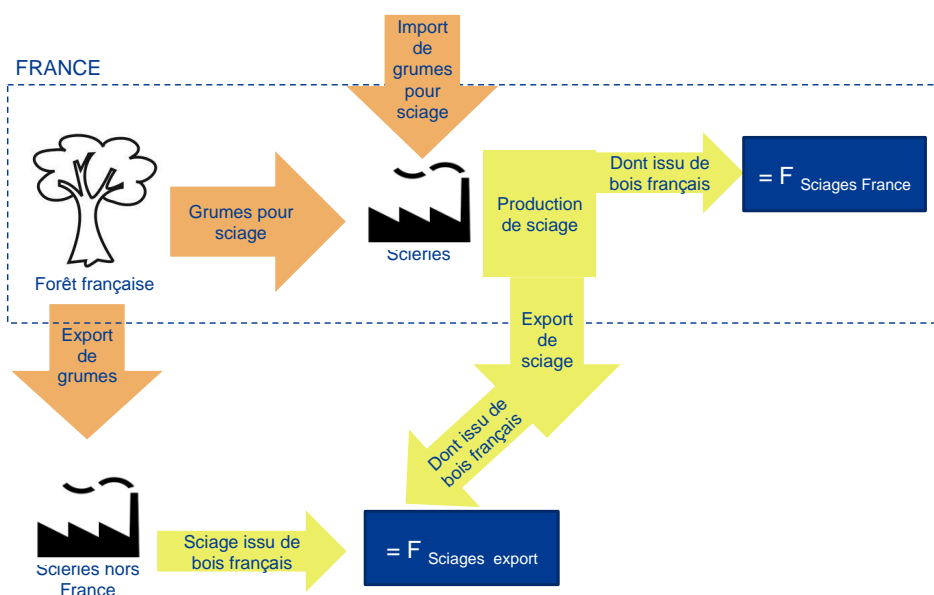 Import
de
grumes
pour
sciage
FRANCE
Grumes pour
sciage
Scieries
Production
de sciage
Dont issu de
bois français
= F Sciages France
Forêt française
Export
de
grumes
Export
de
sciage
Dont issu de
bois français
Scieries hors
France
Sciage issu de
bois français
= F Sciages export